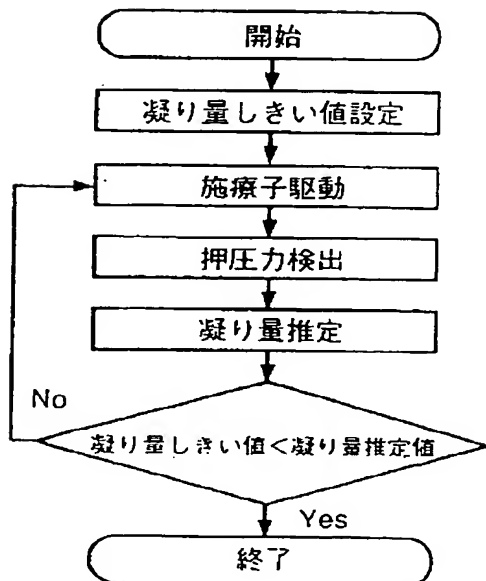 開始
凝り量しきい値設定
施療子駆動
押圧力検出
凝り量推定
No
凝り量しきい値<凝り量推定値
Yes
終了